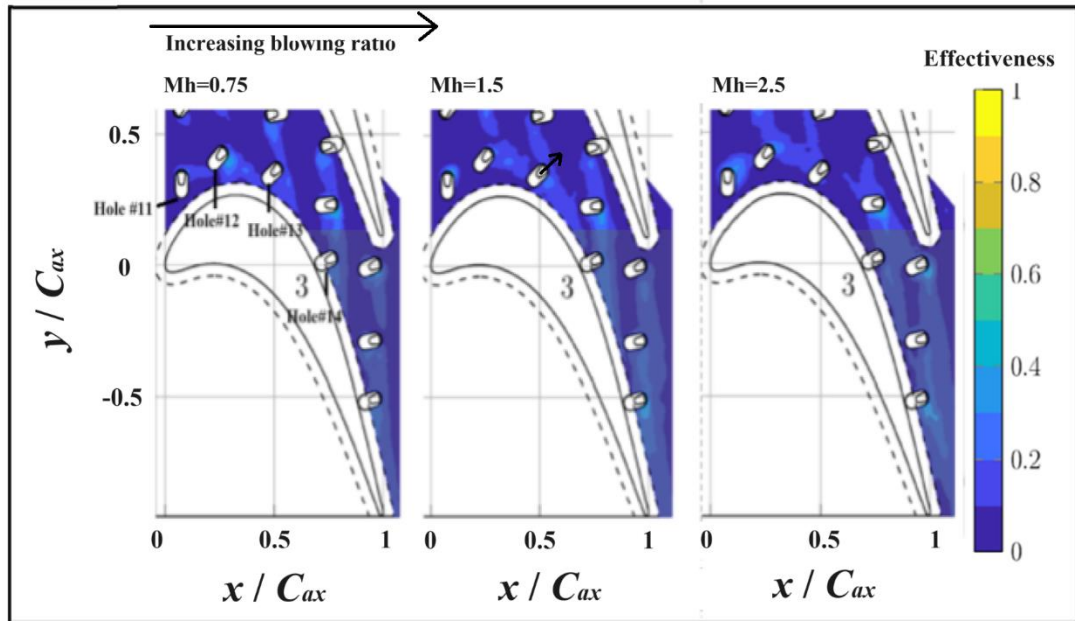 Increasing blowing ratio
Effectiveness
Mh=0.75
Mh=1.5
Mh=2.5
0.5
0
-0.5
y / Cax
Hole #11
Hole#12
Hole#13
Hole#14
3
3
3
1
0.8
0.6
0.4
0.2
0
0 0.5 1
0 0.5 1
0 0.5 1
x / Cax
x / Cax
x / Cax